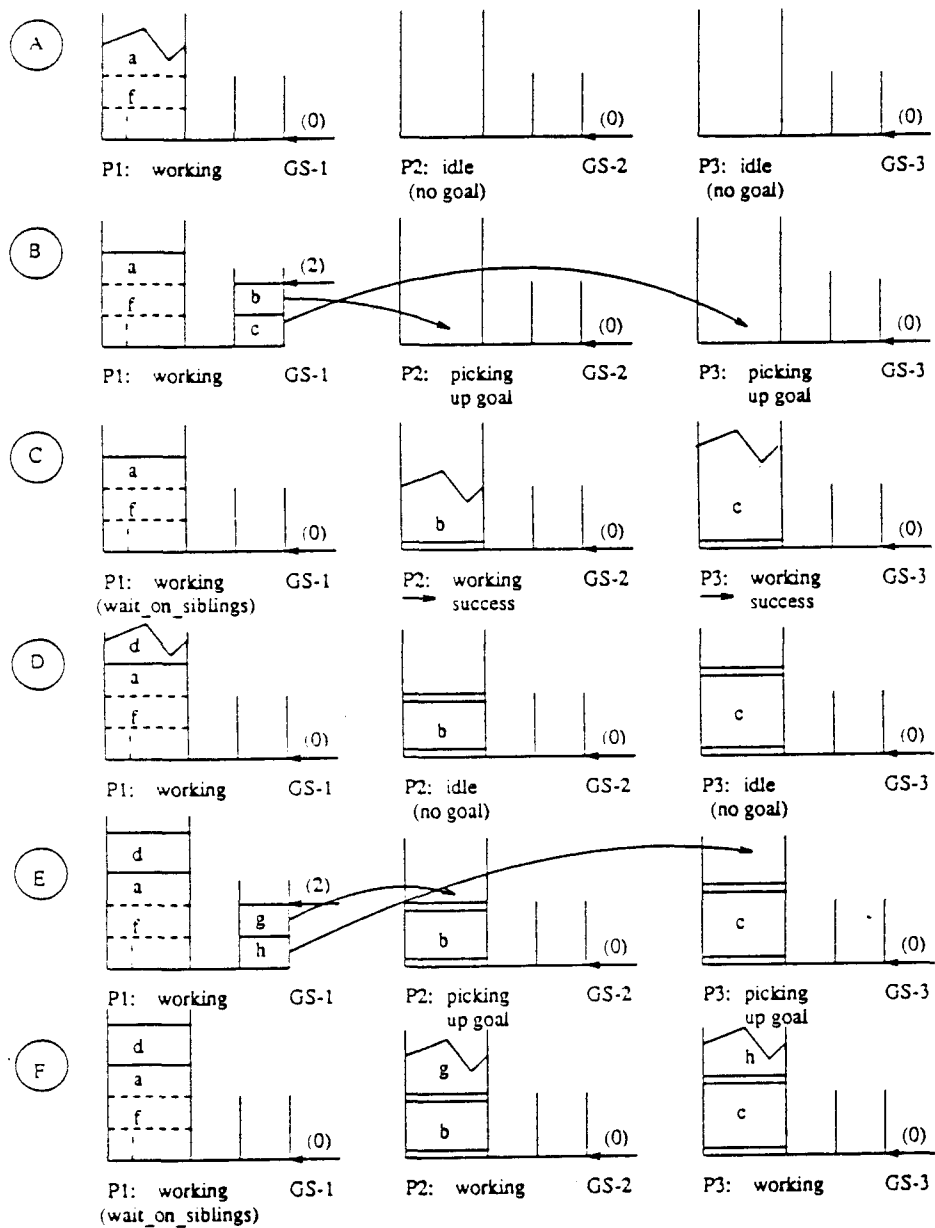 A
a
f
(0)
(0)
(0)
P1: working GS-1 P2: idle GS-2 P3: idle GS-3
(no goal) (no goal)
B
a
f
(2)
b
c
(0)
(0)
P1: working GS-1 P2: picking GS-2 P3: picking GS-3
up goal up goal
C
a
f
(0)
b
(0)
c
(0)
P1: working GS-1 P2: working GS-2 P3: working GS-3
(wait_on_siblings) success success
D
d
a
f
(0)
b
(0)
c
(0)
P1: working GS-1 P2: idle GS-2 P3: idle GS-3
(no goal) (no goal)
E
d
a
f
(2)
g
h
b
(0)
c
(0)
P1: working GS-1 P2: picking GS-2 P3: picking GS-3
up goal up goal
F
d
a
f
(0)
g
b
(0)
h
c
(0)
P1: working GS-1 P2: working GS-2 P3: working GS-3
(wait_on_siblings)